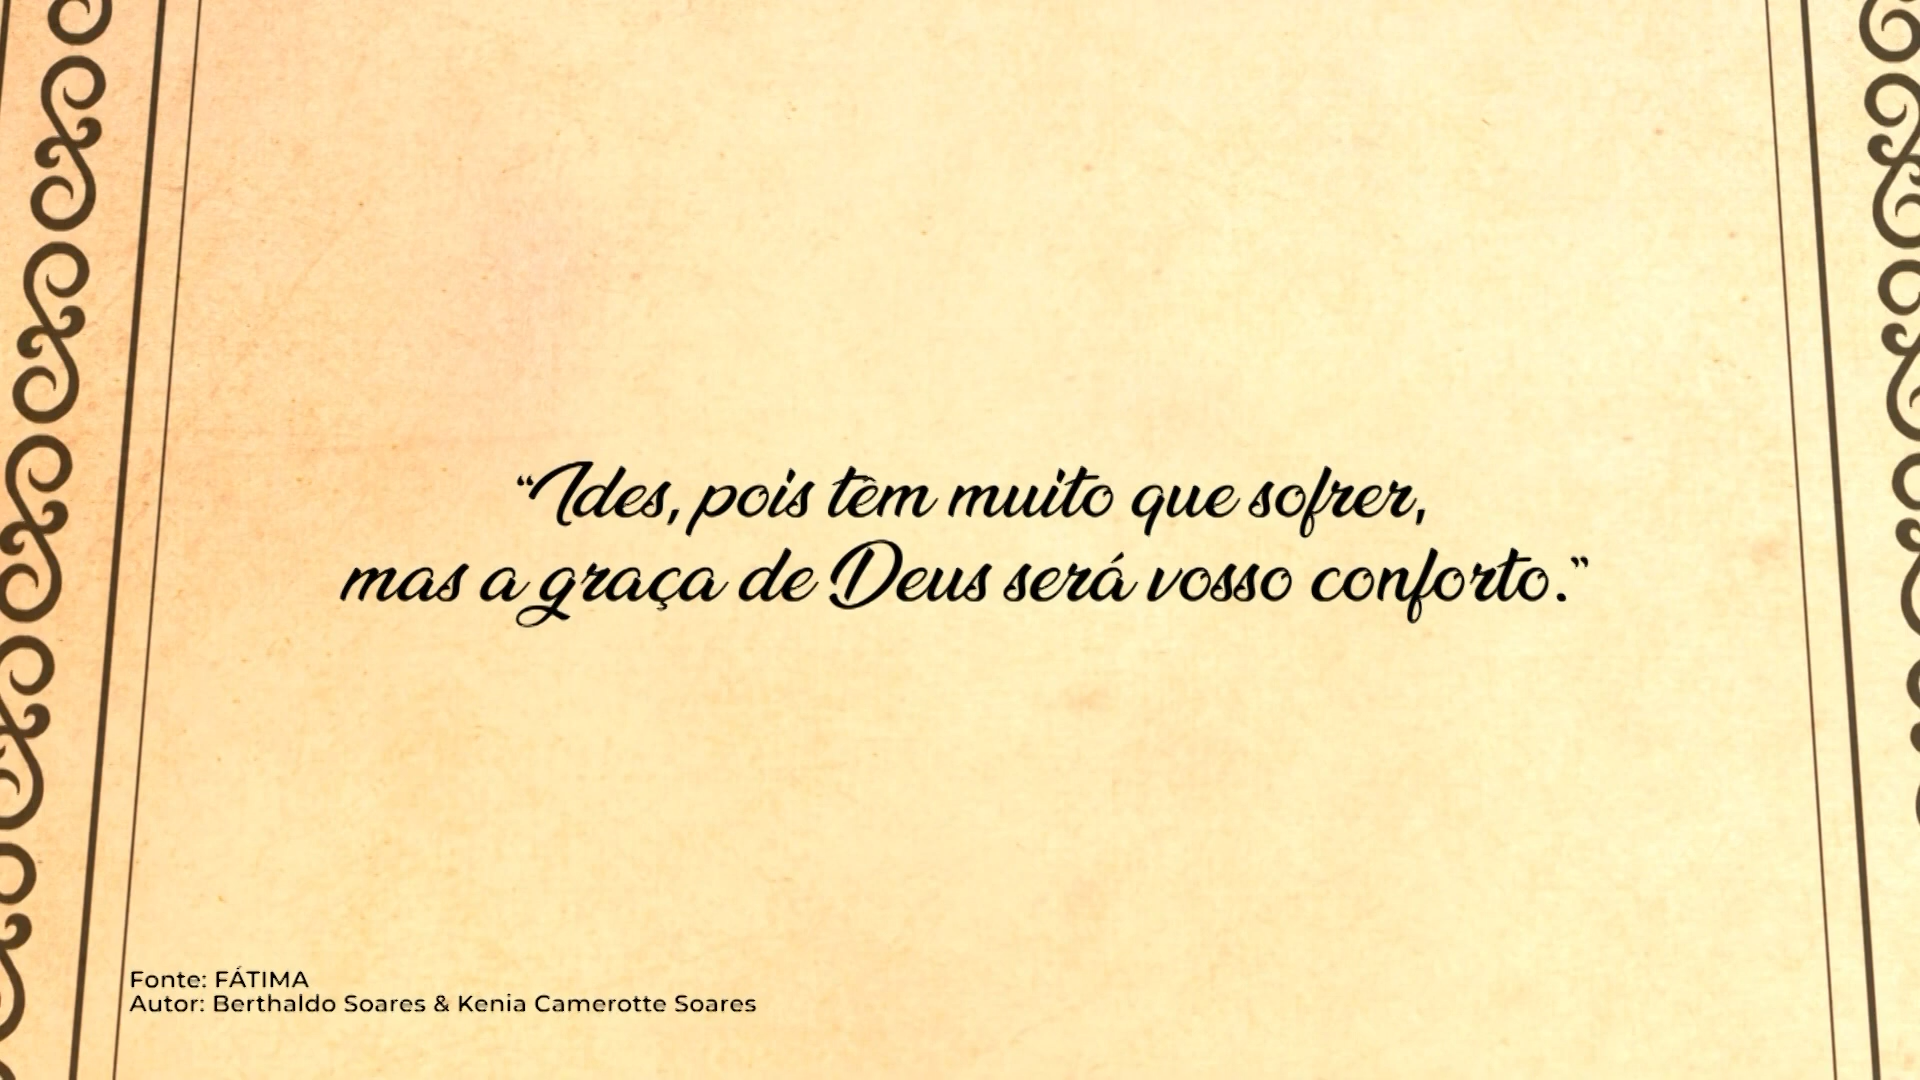 “Ides, pois têm muito que sofrer,
mas a graça de Deus será vosso conforto.”
Fonte: FÁTIMA
Autor: Berthaldo Soares & Kenia Camerotte Soares